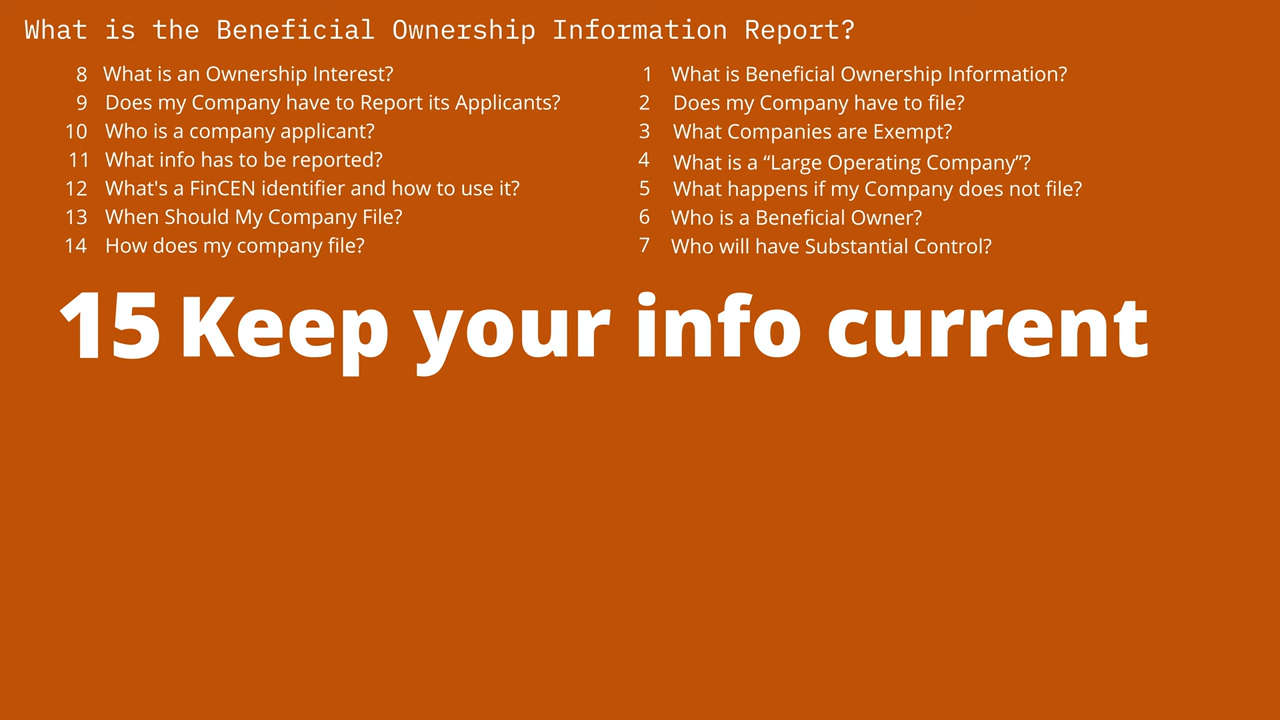 What is the Beneficial Ownership Information Report?
8 What is an Ownership Interest?
9 Does my Company have to Report its Applicants?
10 Who is a company applicant?
11 What info has to be reported?
12 What's a FinCEN identifier and how to use it?
13 When Should My Company File?
14 How does my company file?
1 What is Beneficial Ownership Information?
2 Does my Company have to file?
3 What Companies are Exempt?
4 What is a “Large Operating Company”?
5 What happens if my Company does not file?
6 Who is a Beneficial Owner?
7 Who will have Substantial Control?
15 Keep your info current